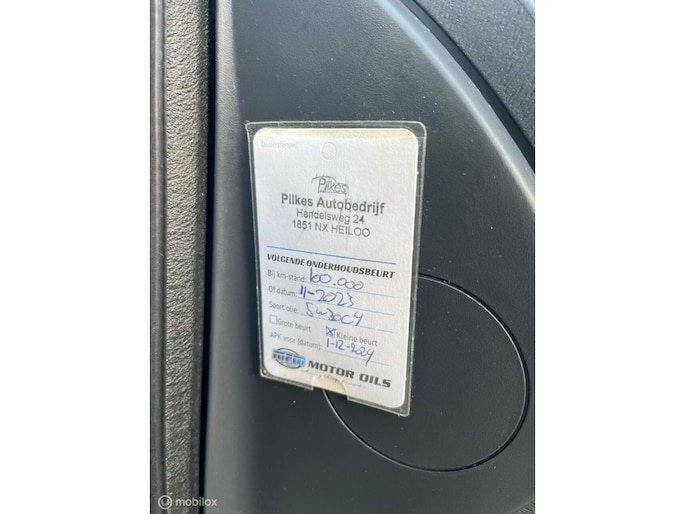 Pilkes
Pilkes Autobedrijf
Handelsweg 24
1851 NX HEILOO
VOLGENDE ONDERHOUDSBEURT
Bij km-stand: 100.000
Of datum: 11-2023
Soort olie: 5w30C4
Grote beurt Kleine beurt
APK voor (datum): 1-12-2024
MOTOR OILS
mobilox